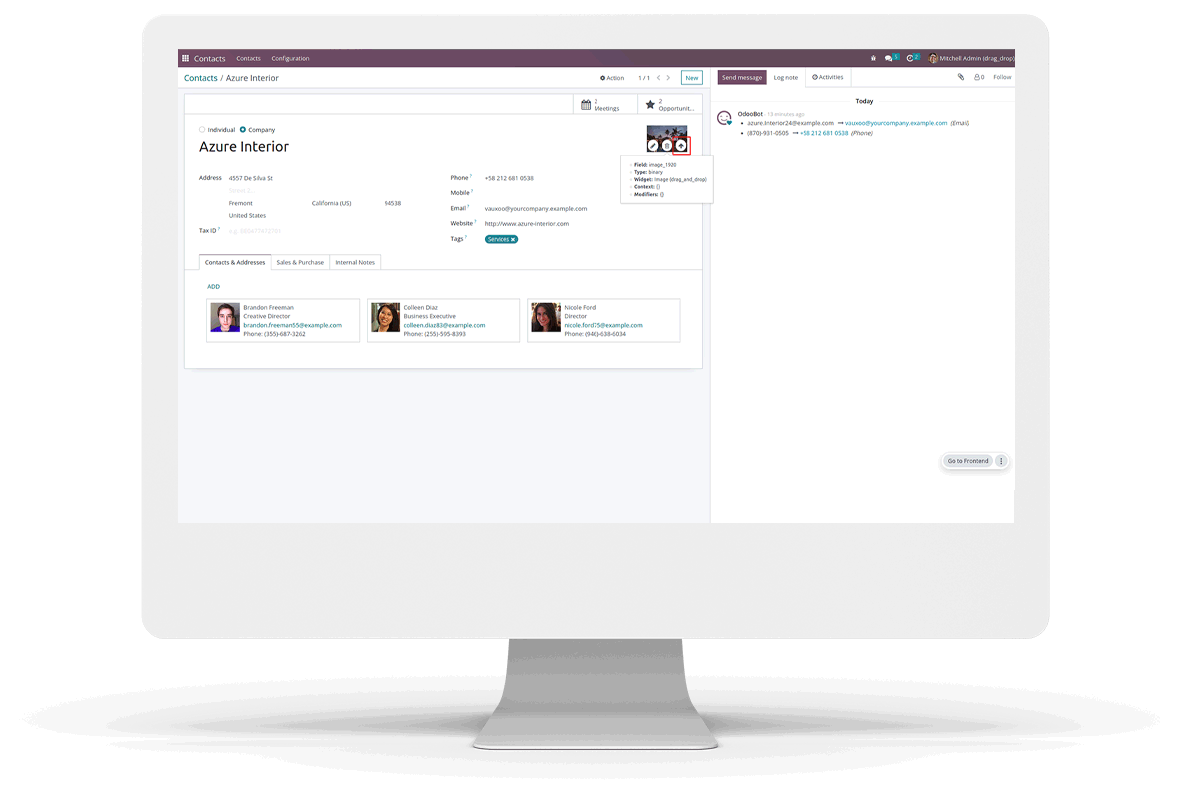 Contacts Contacts Configuration
5 2 Mitchell Admin (drag_drop)
Contacts / Azure Interior
Action 1 / 1 New
Send message Log note Activities
0 Follow
2 Meetings
2 Opportunit...
Today
OdooBot 13 minutes ago
azure.Interior24@example.com → vauxoo@yourcompany.example.com (Email)
(870)-931-0505 → +58 212 681 0538 (Phone)
Individual Company
Azure Interior
Field: image_1920
Type: binary
Widget: Image (drag_and_drop)
Context: {}
Modifiers: {}
Address 4557 De Silva St
Street 2...
Fremont California (US) 94538
United States
Tax ID ?
Phone ? +58 212 681 0538
Mobile ?
Email ? vauxoo@yourcompany.example.com
Website ? http://www.azure-interior.com
Tags ? Services ×
Contacts & Addresses Sales & Purchase Internal Notes
ADD
Brandon Freeman
Creative Director
brandon.freeman55@example.com
Phone: (355)-687-3262
Colleen Diaz
Business Executive
colleen.diaz83@example.com
Phone: (255)-595-8393
Nicole Ford
Director
nicole.ford75@example.com
Phone: (946)-638-6034
Go to Frontend